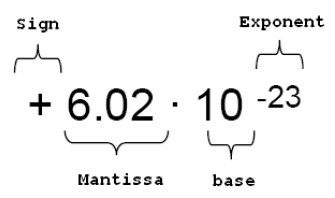 Sign Exponent
+ 6.02 · 10 -23
Mantissa base